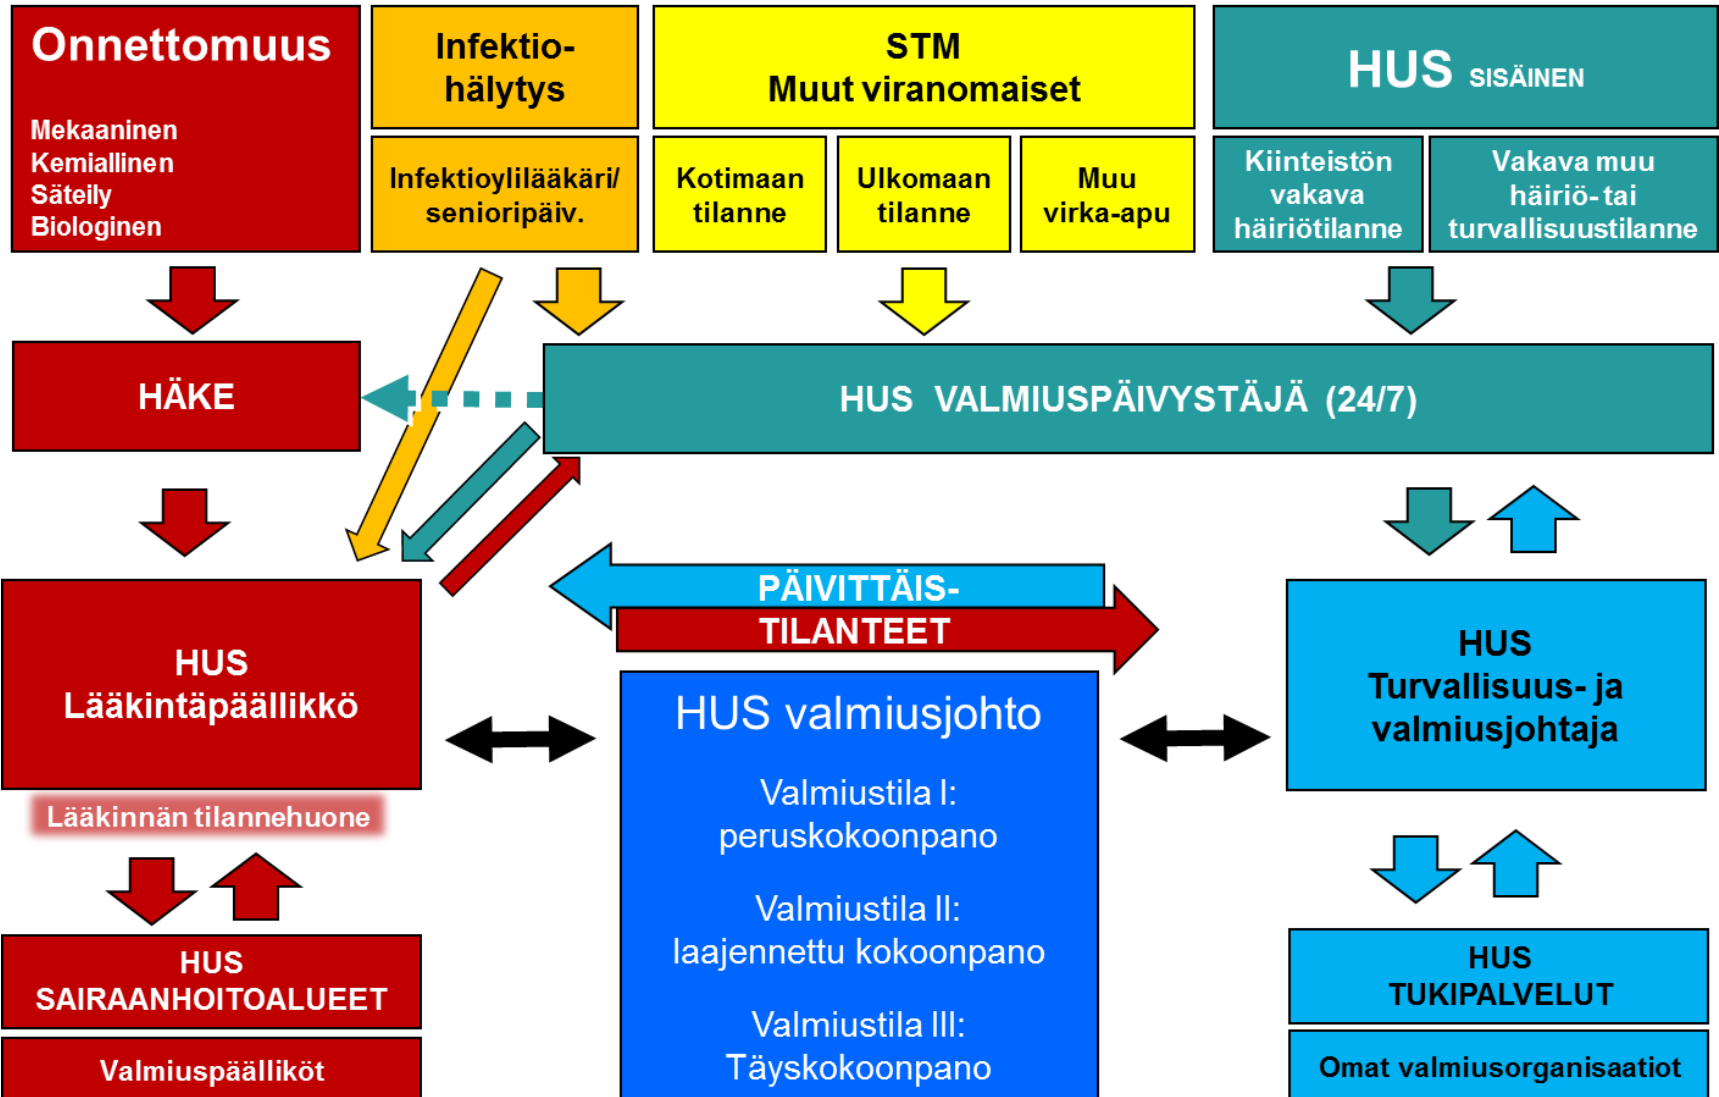 Onnettomuus
Mekaaninen
Kemiallinen
Säteily
Biologinen
Infektio-
hälytys
Infektioylilääkäri/
senioripäiv.
STM
Muut viranomaiset
Kotimaan
tilanne
Ulkomaan
tilanne
Muu
virka-apu
HUS SISÄINEN
Kiinteistön
vakava
häiriötilanne
Vakava muu
häiriö- tai
turvallisuustilanne
HÄKE
HUS VALMIUSPÄIVYSTÄJÄ (24/7)
PÄIVITTÄIS-
TILANTEET
HUS
Lääkintäpäällikkö
Lääkinnän tilannehuone
HUS valmiusjohto
Valmiustila I:
peruskokoonpano
Valmiustila II:
laajennettu kokoonpano
Valmiustila III:
Täyskokoonpano
HUS
Turvallisuus- ja
valmiusjohtaja
HUS
SAIRAANHOITOALUEET
Valmiuspäälliköt
HUS
TUKIPALVELUT
Omat valmiusorganisaatiot